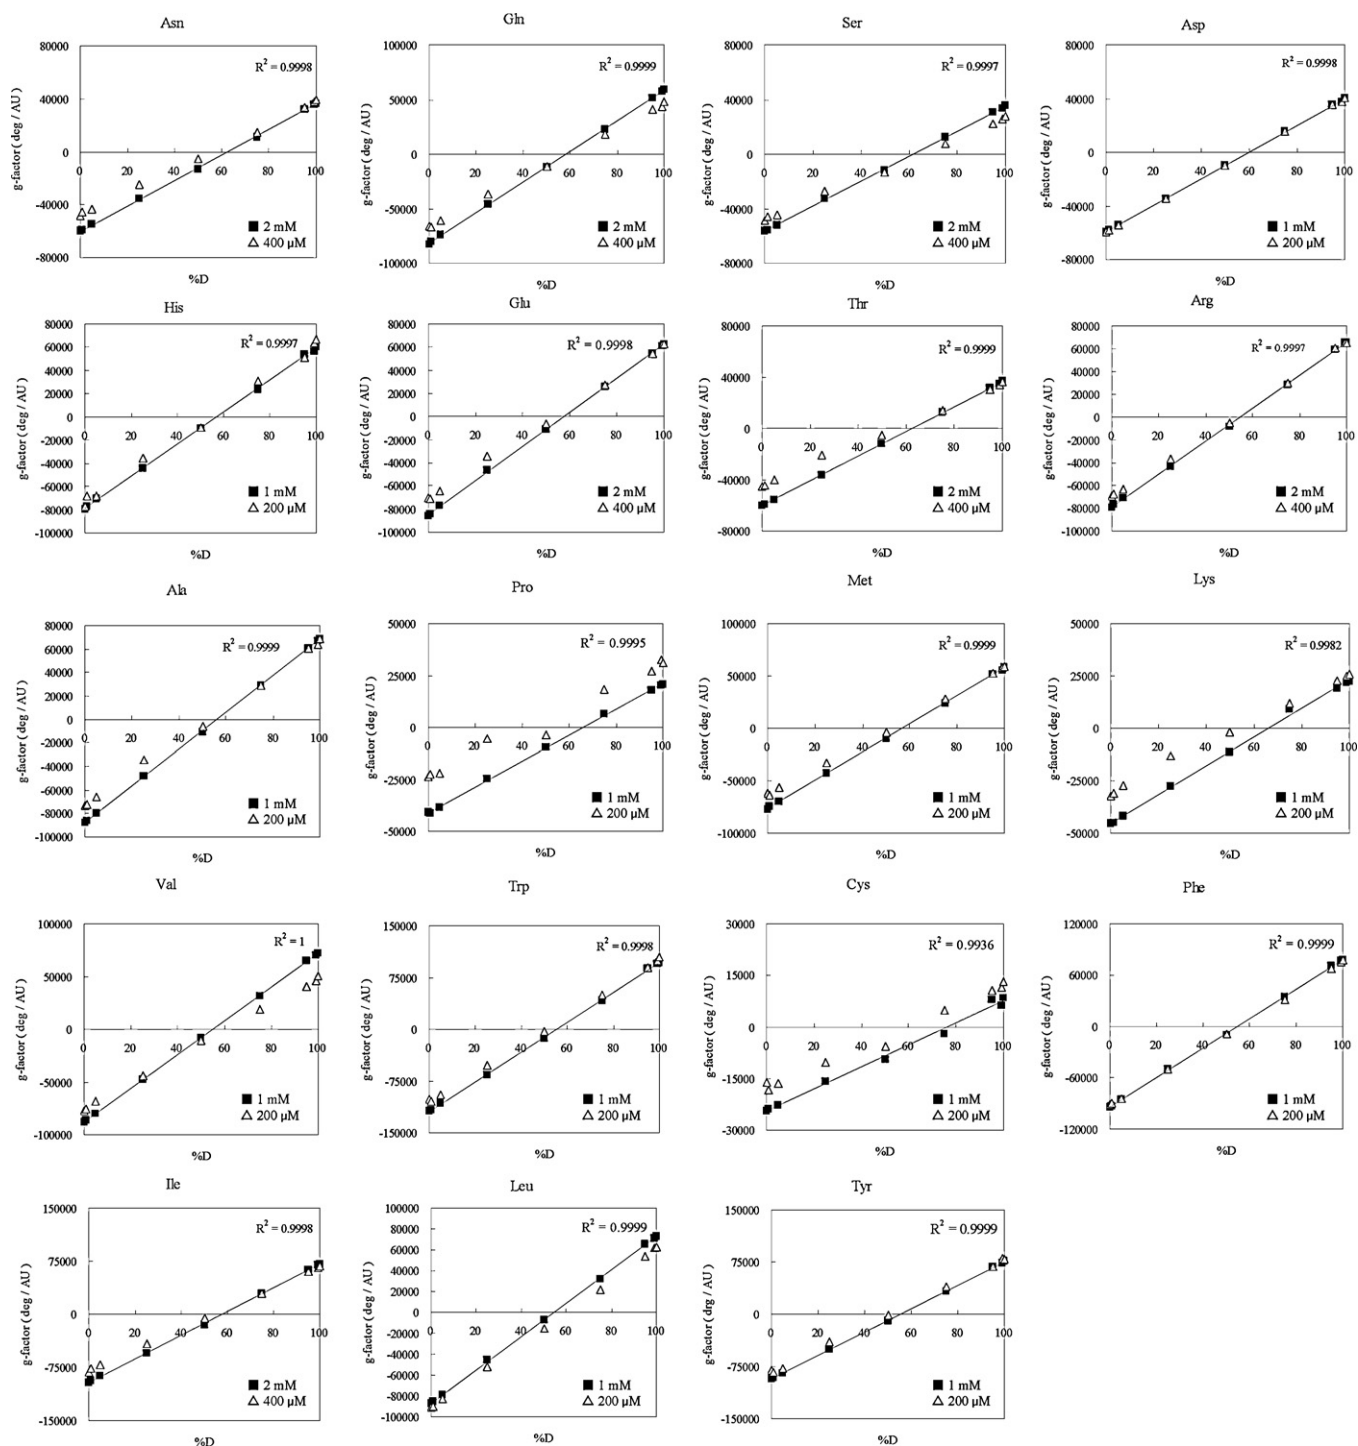 Asn
g-factor ( deg / AU )
80000
40000
0
-40000
-80000
R² = 0.9998
0 20 40 60 80 100
2 mM
400 μM
%D
Gln
g-factor ( deg / AU )
100000
50000
0
-50000
-100000
R² = 0.9999
0 20 40 60 80 100
2 mM
400 μM
%D
Ser
g-factor ( deg / AU )
80000
40000
0
-40000
-80000
R² = 0.9997
0 20 40 60 80 100
2 mM
400 μM
%D
Asp
g-factor ( deg / AU )
80000
40000
0
-40000
-80000
R² = 0.9998
0 20 40 60 80 100
1 mM
200 μM
%D
His
g-factor ( deg / AU )
80000
60000
40000
20000
0
-20000
-40000
-60000
-80000
-100000
R² = 0.9997
0 20 40 60 80 100
1 mM
200 μM
%D
Glu
g-factor ( deg / AU )
80000
60000
40000
20000
0
-20000
-40000
-60000
-80000
-100000
R² = 0.9998
0 20 40 60 80 100
2 mM
400 μM
%D
Thr
g-factor ( deg / AU )
80000
40000
0
-40000
-80000
R² = 0.9999
0 20 40 60 80 100
2 mM
400 μM
%D
Arg
g-factor ( deg / AU )
80000
60000
40000
20000
0
-20000
-40000
-60000
-80000
-100000
R² = 0.9997
0 20 40 60 80 100
2 mM
400 μM
%D
Ala
g-factor ( deg / AU )
80000
60000
40000
20000
0
-20000
-40000
-60000
-80000
-100000
R² = 0.9999
0 20 40 60 80 100
1 mM
200 μM
%D
Pro
g-factor ( deg / AU )
50000
25000
0
-25000
-50000
R² = 0.9995
0 20 40 60 80 100
1 mM
200 μM
%D
Met
g-factor ( deg / AU )
100000
50000
0
-50000
-100000
R² = 0.9999
0 20 40 60 80 100
1 mM
200 μM
%D
Lys
g-factor ( deg / AU )
50000
25000
0
-25000
-50000
R² = 0.9982
0 20 40 60 80 100
1 mM
200 μM
%D
Val
g-factor ( deg / AU )
100000
50000
0
-50000
-100000
R² = 1
0 20 40 60 80 100
1 mM
200 μM
%D
Trp
g-factor ( deg / AU )
150000
75000
0
-75000
-150000
R² = 0.9998
0 20 40 60 80 100
1 mM
200 μM
%D
Cys
g-factor ( deg / AU )
30000
15000
0
-15000
-30000
R² = 0.9936
0 20 40 60 80 100
1 mM
200 μM
%D
Phe
g-factor ( deg / AU )
120000
60000
0
-60000
-120000
R² = 0.9999
0 20 40 60 80 100
1 mM
200 μM
%D
Ile
g-factor ( deg / AU )
150000
75000
0
-75000
-150000
R² = 0.9998
0 20 40 60 80 100
2 mM
400 μM
%D
Leu
g-factor ( deg / AU )
100000
80000
60000
40000
20000
0
-20000
-40000
-60000
-80000
-100000
R² = 0.9999
0 20 40 60 80 100
1 mM
200 μM
%D
Tyr
g-factor ( drg / AU )
150000
75000
0
-75000
-150000
R² = 0.9999
0 20 40 60 80 100
1 mM
200 μM
%D